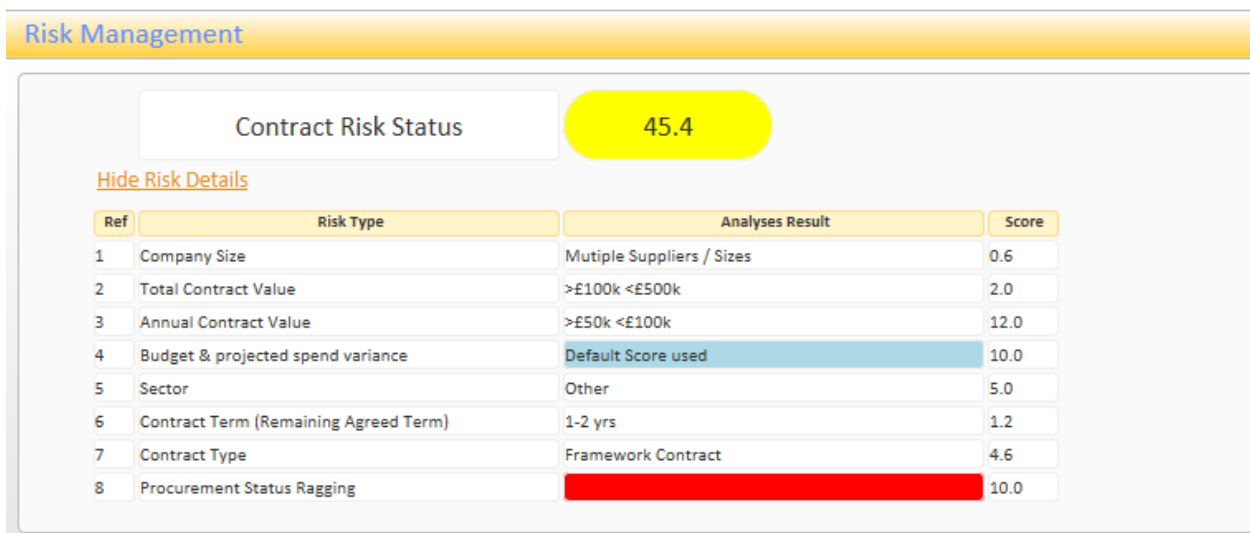 Risk Management
Contract Risk Status 45.4
Hide Risk Details
Ref Risk Type Analyses Result Score
1 Company Size Mutiple Suppliers / Sizes 0.6
2 Total Contract Value >£100k <£500k 2.0
3 Annual Contract Value >£50k <£100k 12.0
4 Budget & projected spend variance Default Score used 10.0
5 Sector Other 5.0
6 Contract Term (Remaining Agreed Term) 1-2 yrs 1.2
7 Contract Type Framework Contract 4.6
8 Procurement Status Ragging 10.0